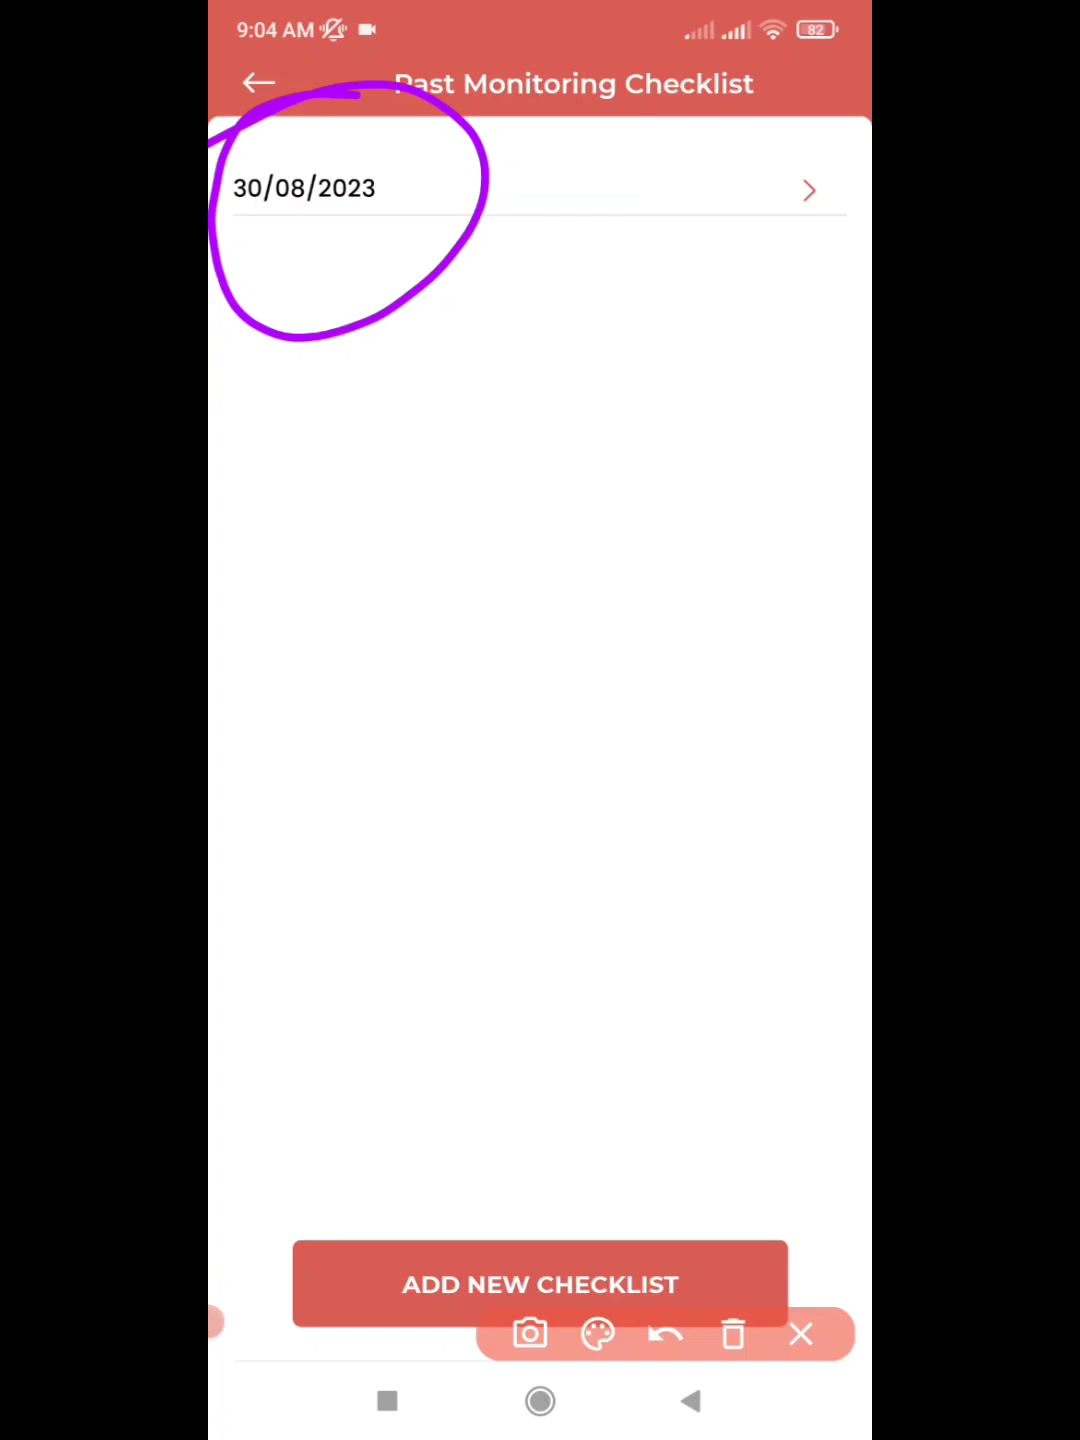 9:04 AM
82
Past Monitoring Checklist
30/08/2023
ADD NEW CHECKLIST